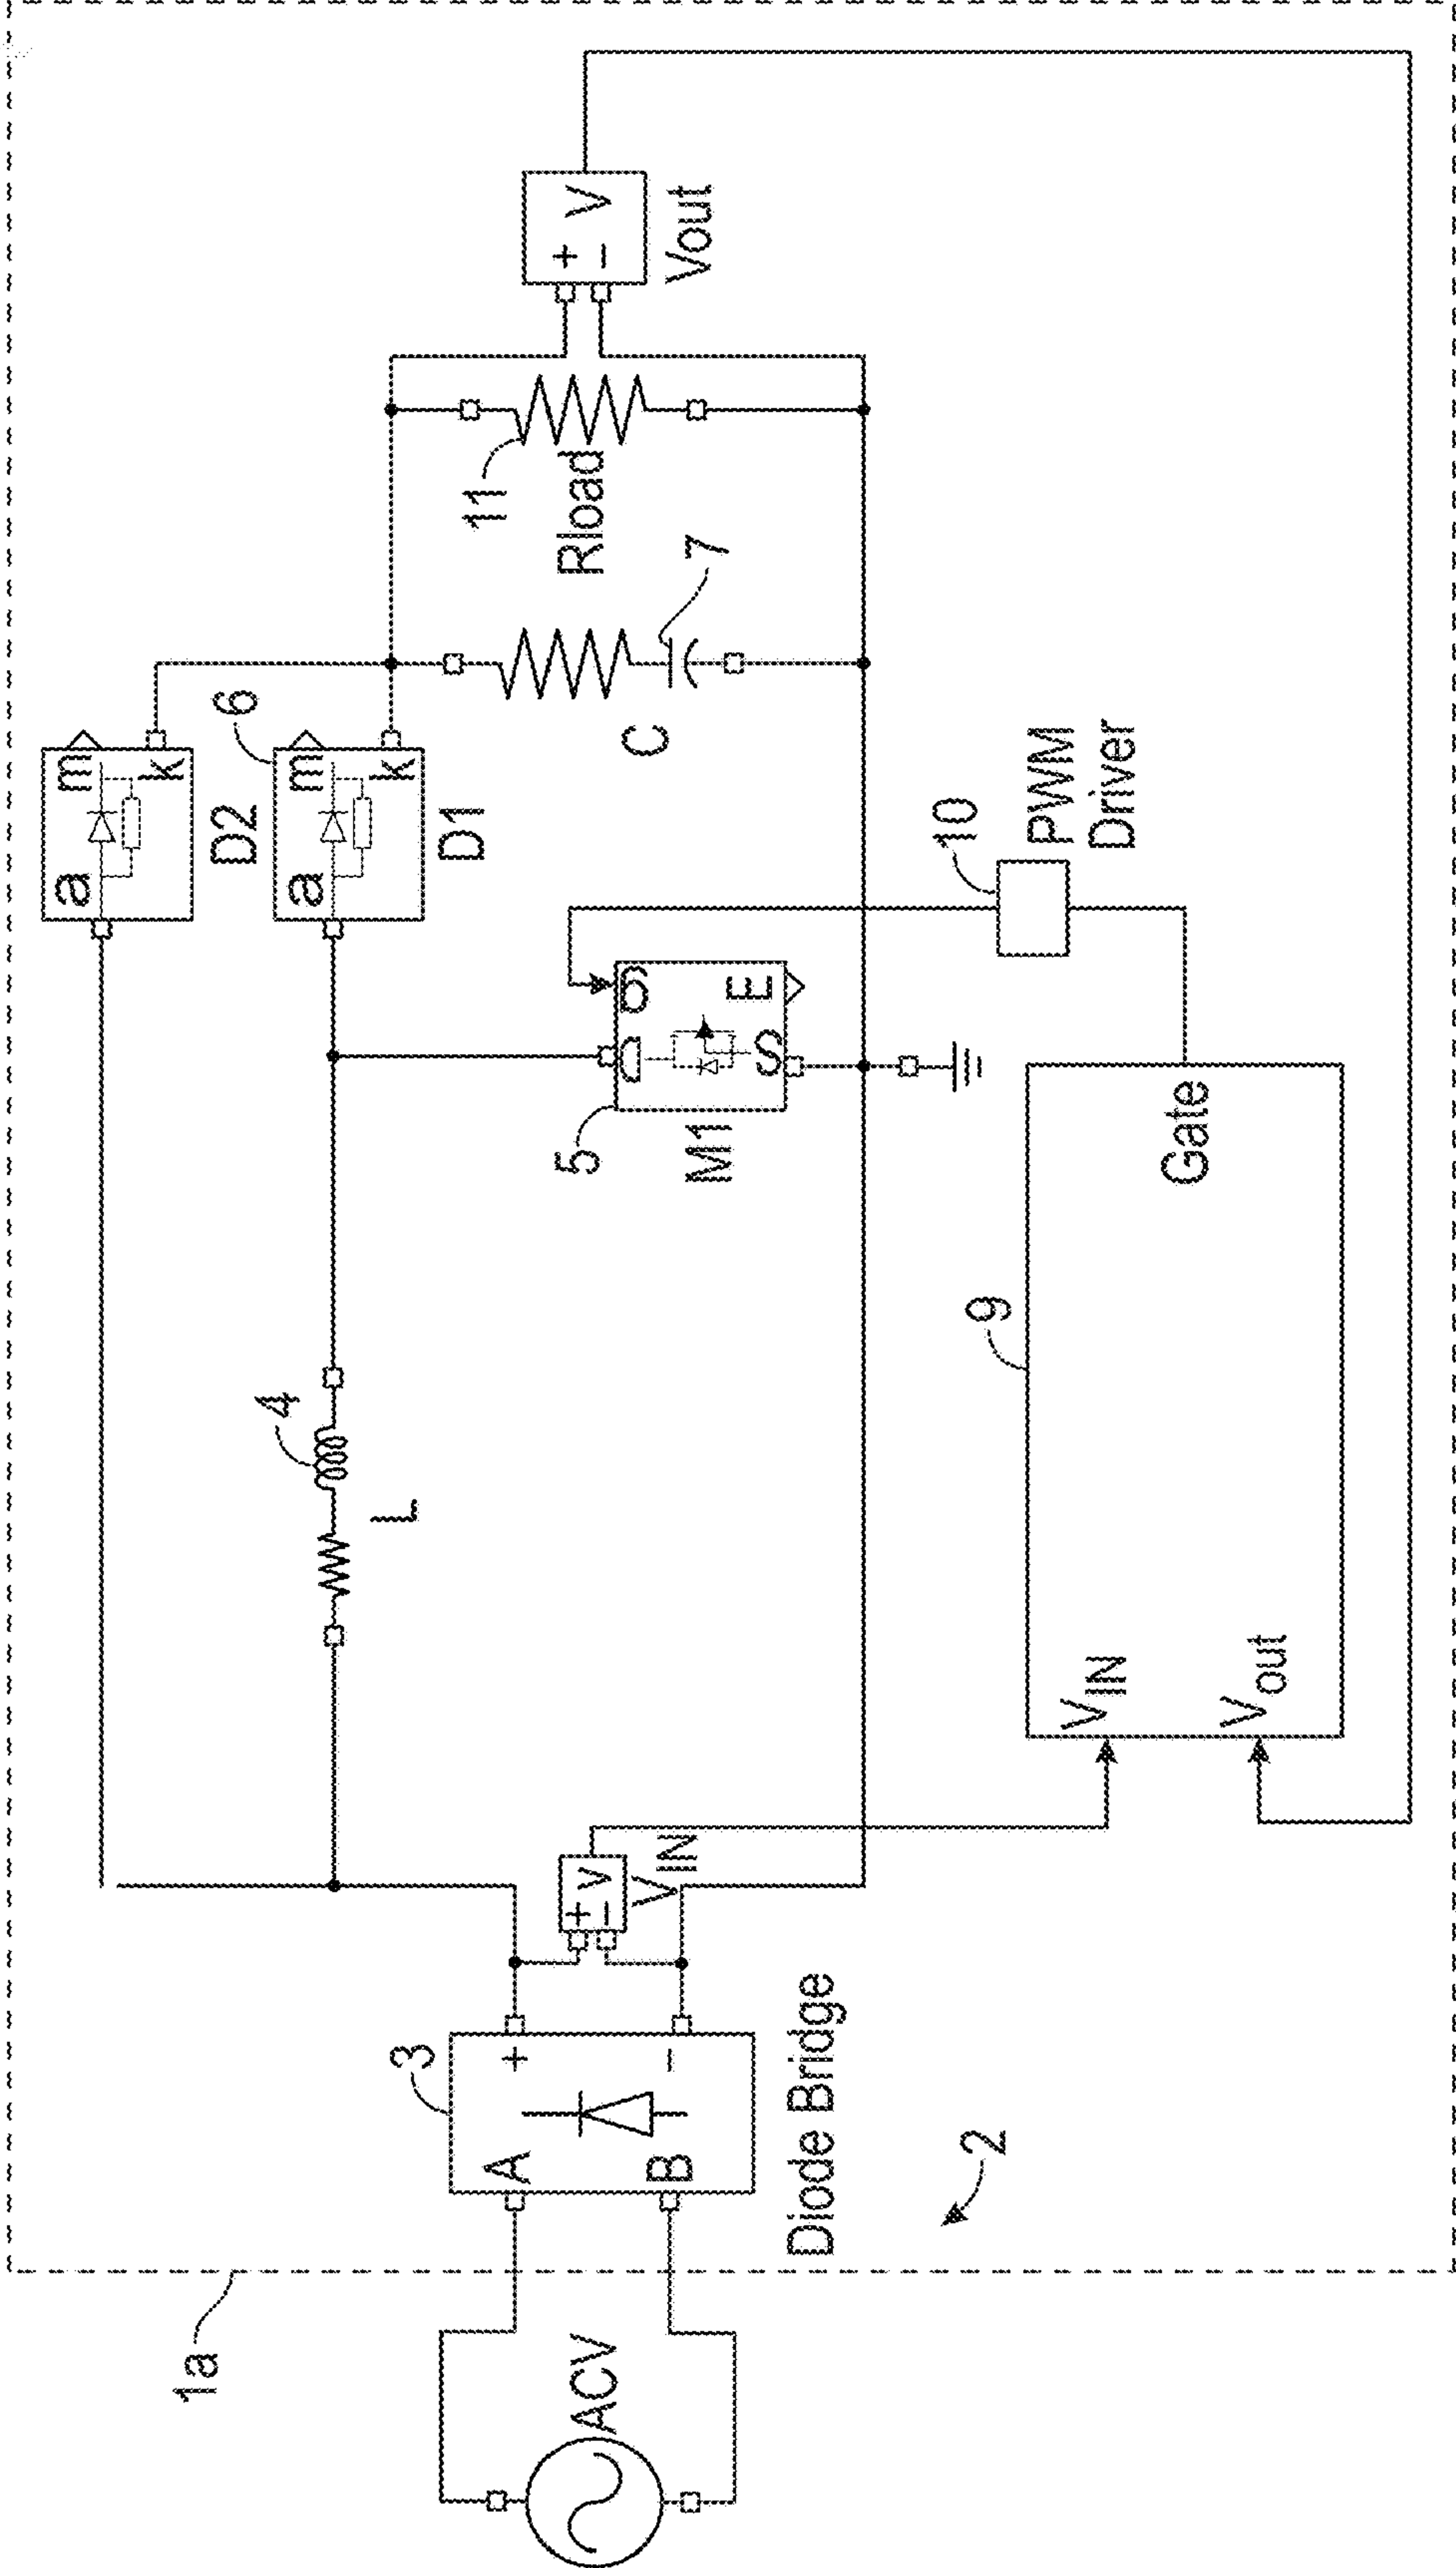 1a
ACV
2
3
A
B
+
−
Diode Bridge
+
−
v
VIN
4
L
a
m
k
D2
6
a
m
k
D1
5
D
g
S
M1
C
7
11
Rload
+
−
V
Vout
10
PWM
Driver
9
VIN
Vout
Gate